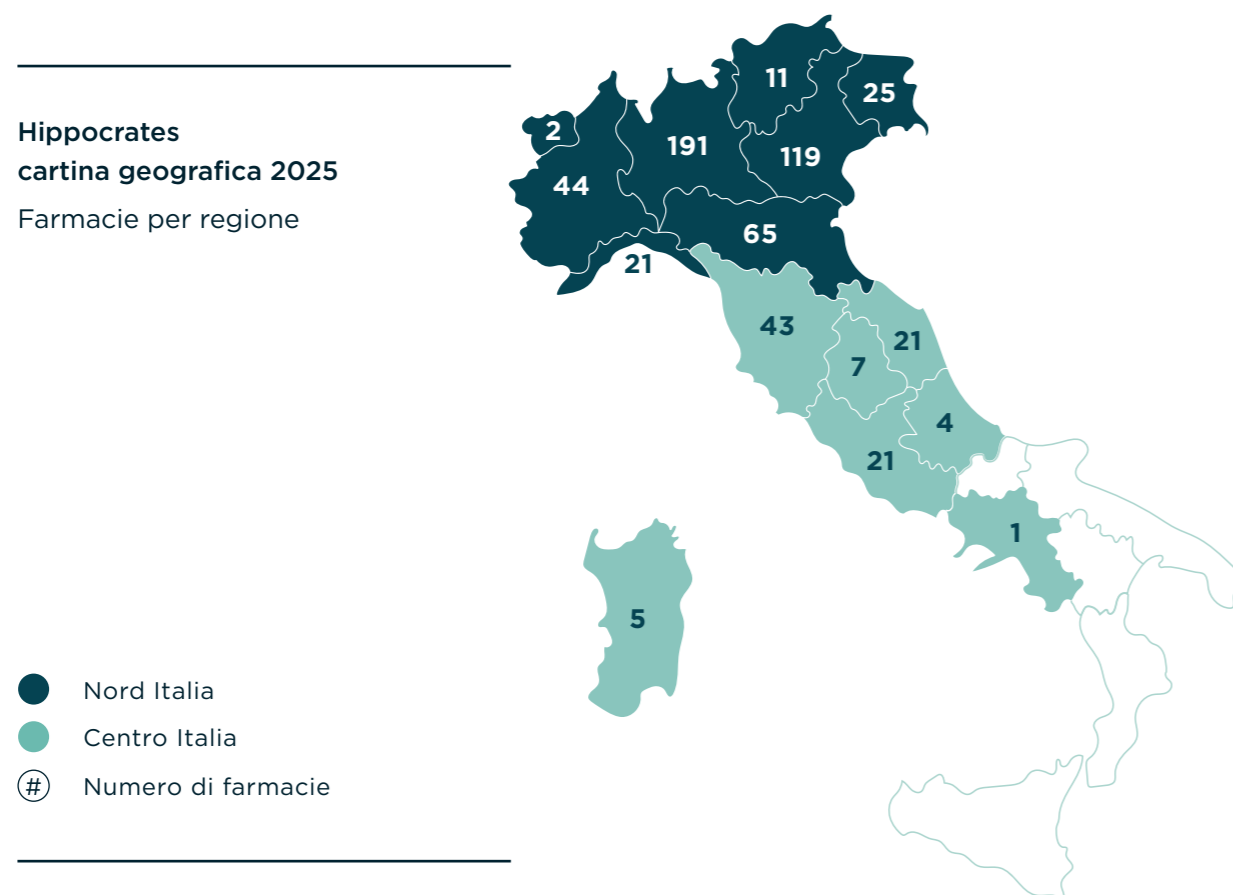 Hippocrates
cartina geografica 2025
Farmacie per regione
11
25
2
191
119
44
65
21
43
21
7
4
21
1
5
Nord Italia
Centro Italia
# Numero di farmacie